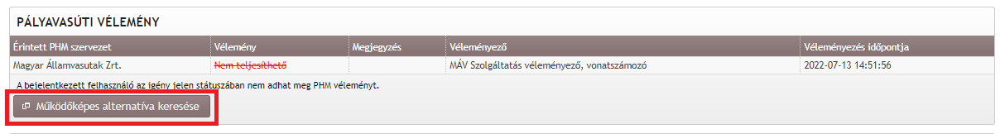 PÁLYAVASÚTI VÉLEMÉNY
Érintett PHM szervezet Vélemény Megjegyzés Véleményező Véleményezés időpontja
Magyar Államvasutak Zrt. Nem teljesíthető MÁV Szolgáltatás véleményező, vonatszámozó 2022-07-13 14:51:56
A bejelentkezett felhasználó az igény jelen státuszában nem adhat meg PHM véleményt.
Működőképes alternatíva keresése